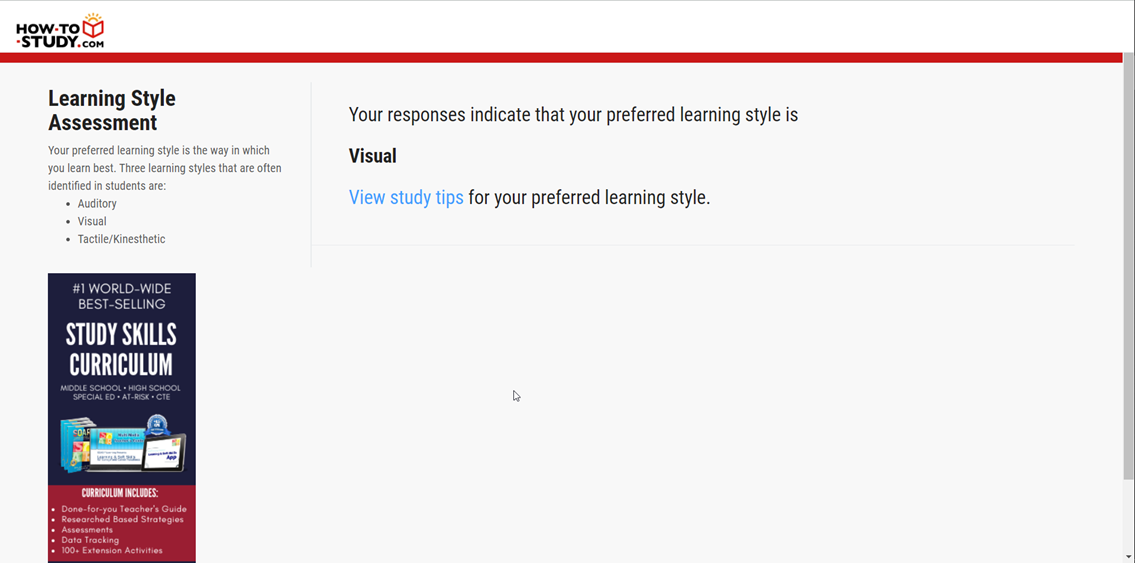 HOW-TO
-STUDY.COM
Learning Style
Assessment
Your preferred learning style is the way in which
you learn best. Three learning styles that are often
identified in students are:
• Auditory
• Visual
• Tactile/Kinesthetic
Your responses indicate that your preferred learning style is
Visual
View study tips for your preferred learning style.
#1 WORLD-WIDE
BEST-SELLING
STUDY SKILLS
CURRICULUM
MIDDLE SCHOOL • HIGH SCHOOL
SPECIAL ED • AT-RISK • CTE
CURRICULUM INCLUDES:
• Done-for-you Teacher's Guide
• Researched Based Strategies
• Assessments
• Data Tracking
• 100+ Extension Activities